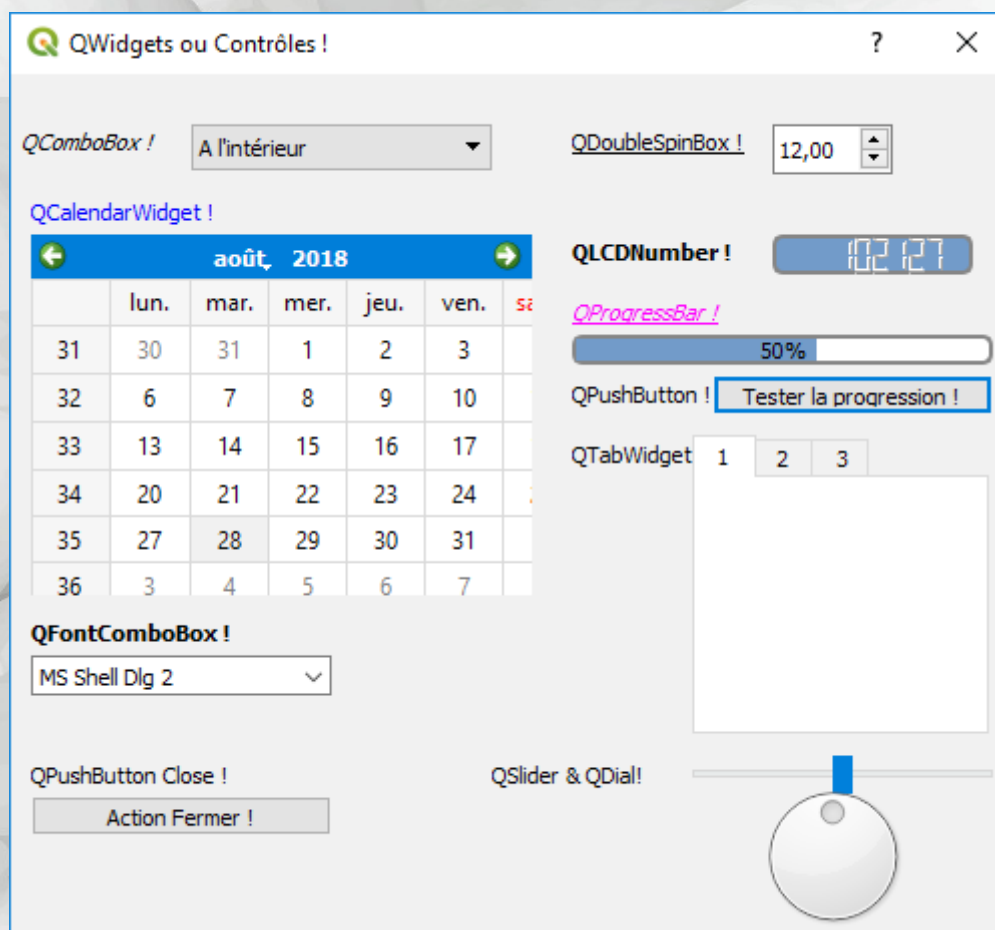 QWidgets ou Contrôles !
?
QComboBox !
A l'intérieur
QDoubleSpinBox !
12,00
QCalendarWidget !
août, 2018
lun. mar. mer. jeu. ven.
31 30 31 1 2 3
32 6 7 8 9 10
33 13 14 15 16 17
34 20 21 22 23 24
35 27 28 29 30 31
36 3 4 5 6 7
QLCDNumber !
102127
QProgressBar !
50%
QPushButton !
Tester la progression !
QTabWidget
1 2 3
QFontComboBox !
MS Shell Dlg 2
QPushButton Close !
Action Fermer !
QSlider & QDial!